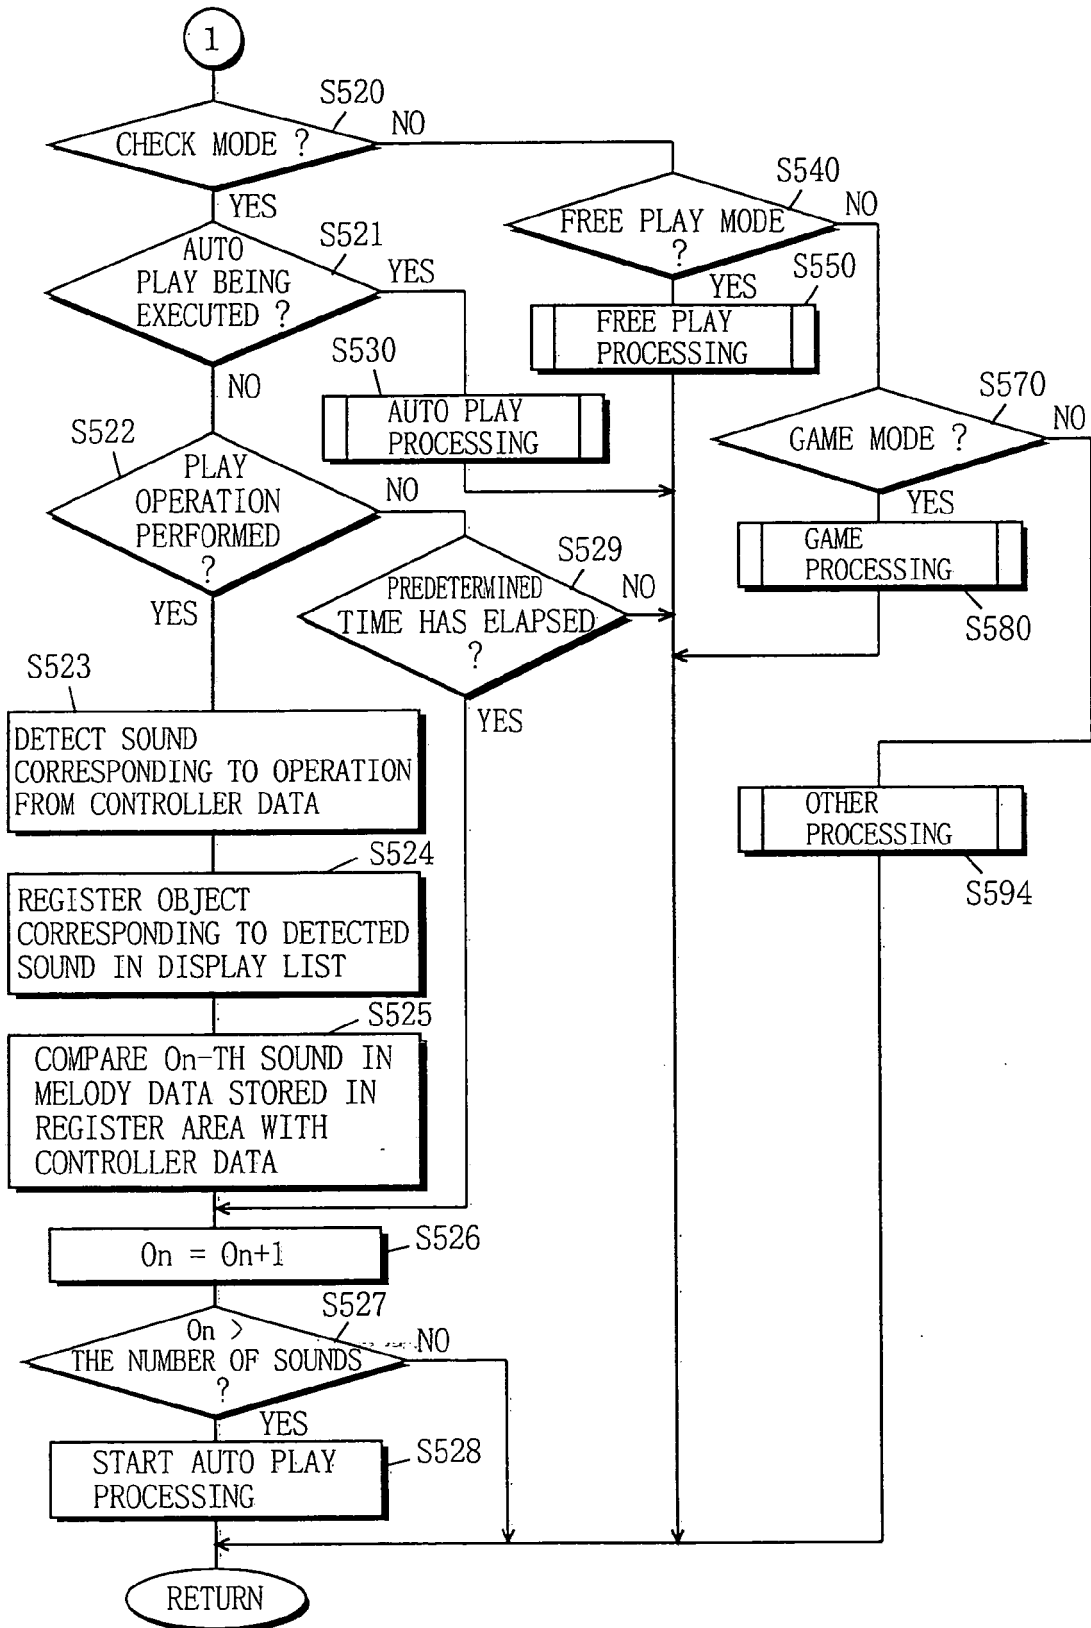 1
S520
CHECK MODE ?
NO
YES
S540
FREE PLAY MODE
?
NO
YES
S521
AUTO
PLAY BEING
EXECUTED ?
YES
NO
S550
FREE PLAY
PROCESSING
S530
AUTO PLAY
PROCESSING
S570
GAME MODE ?
NO
YES
S522
PLAY
OPERATION
PERFORMED
?
NO
YES
GAME
PROCESSING
S580
S529
PREDETERMINED
TIME HAS ELAPSED
?
NO
YES
S523
DETECT SOUND
CORRESPONDING TO OPERATION
FROM CONTROLLER DATA
OTHER
PROCESSING
S594
S524
REGISTER OBJECT
CORRESPONDING TO DETECTED
SOUND IN DISPLAY LIST
S525
COMPARE On-TH SOUND IN
MELODY DATA STORED IN
REGISTER AREA WITH
CONTROLLER DATA
S526
On = On+1
S527
On >
THE NUMBER OF SOUNDS
?
NO
YES
S528
START AUTO PLAY
PROCESSING
RETURN